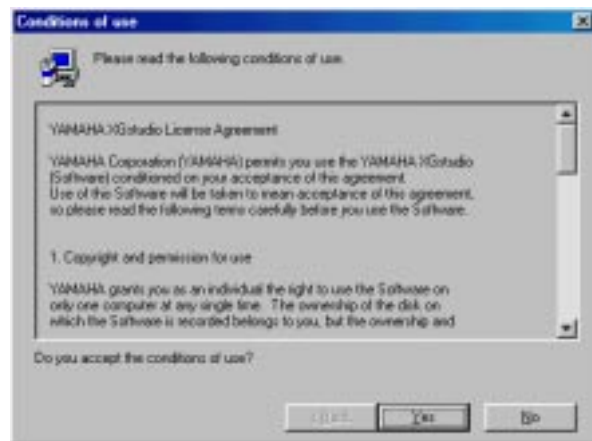 Conditions of use
Please read the following conditions of use.
YAMAHA XGstudio License Agreement
YAMAHA Corporation (YAMAHA) permits you use the YAMAHA XGstudio
(Software) conditioned on your acceptance of this agreement.
Use of this Software will be taken to mean acceptance of this agreement,
so please read the following terms carefully before you use the Software.
1. Copyright and permission for use
YAMAHA grants you as an individual the right to use the Software on
only one computer at any single time. The ownership of the disk on
which the Software is recorded belongs to you, but the ownership and
Do you accept the conditions of use?
Yes
No